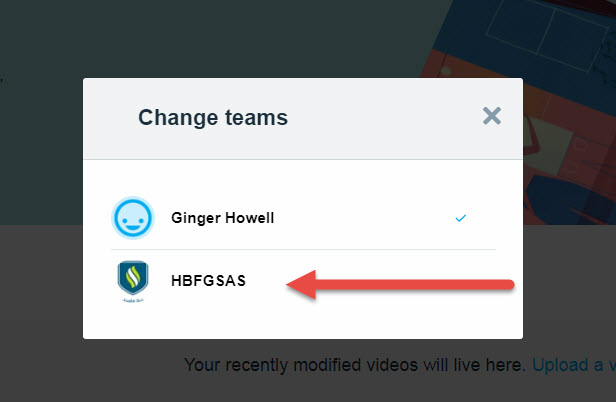 Change teams
Ginger Howell
HBFGSAS
Your recently modified videos will live here. Upload a v